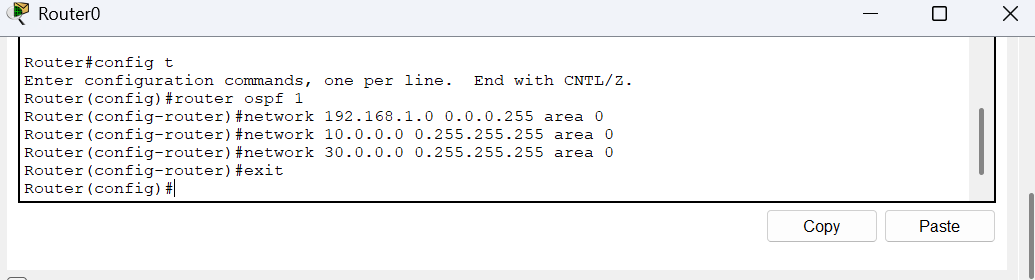 Router0
Router#config t
Enter configuration commands, one per line.  End with CNTL/Z.
Router(config)#router ospf 1
Router(config-router)#network 192.168.1.0 0.0.0.255 area 0
Router(config-router)#network 10.0.0.0 0.255.255.255 area 0
Router(config-router)#network 30.0.0.0 0.255.255.255 area 0
Router(config-router)#exit
Router(config)#
Copy Paste